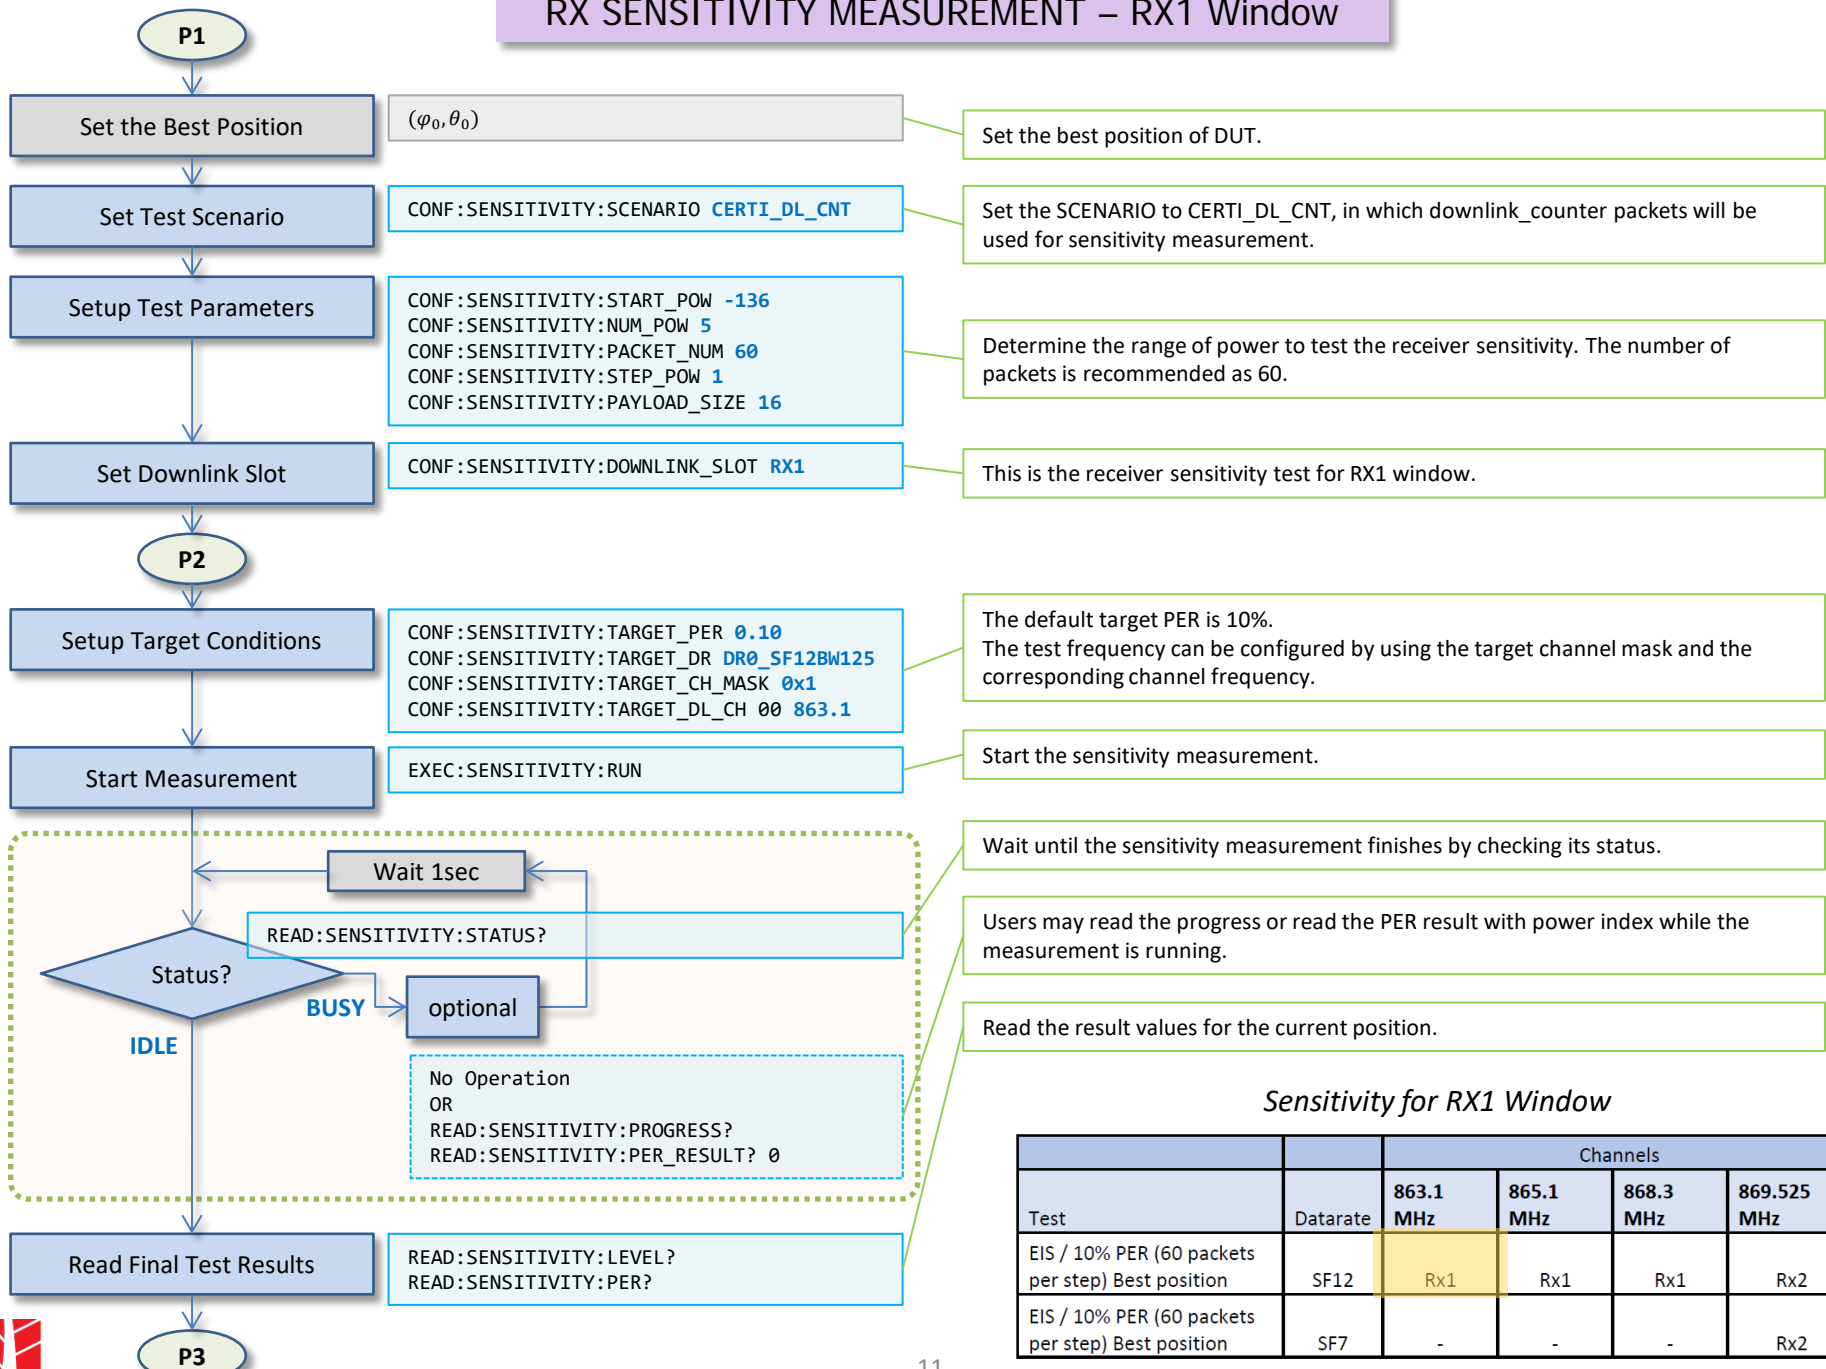 RX SENSITIVITY MEASUREMENT – RX1 Window
P1
Set the Best Position
(φ0,θ0)
Set the best position of DUT.
Set Test Scenario
CONF:SENSITIVITY:SCENARIO CERTI_DL_CNT
Set the SCENARIO to CERTI_DL_CNT, in which downlink_counter packets will be
used for sensitivity measurement.
Setup Test Parameters
CONF:SENSITIVITY:START_POW -136
CONF:SENSITIVITY:NUM_POW 5
CONF:SENSITIVITY:PACKET_NUM 60
CONF:SENSITIVITY:STEP_POW 1
CONF:SENSITIVITY:PAYLOAD_SIZE 16
Determine the range of power to test the receiver sensitivity. The number of
packets is recommended as 60.
Set Downlink Slot
CONF:SENSITIVITY:DOWNLINK_SLOT RX1
This is the receiver sensitivity test for RX1 window.
P2
Setup Target Conditions
CONF:SENSITIVITY:TARGET_PER 0.10
CONF:SENSITIVITY:TARGET_DR DR0_SF12BW125
CONF:SENSITIVITY:TARGET_CH_MASK 0x1
CONF:SENSITIVITY:TARGET_DL_CH 00 863.1
The default target PER is 10%.
The test frequency can be configured by using the target channel mask and the
corresponding channel frequency.
Start Measurement
EXEC:SENSITIVITY:RUN
Start the sensitivity measurement.
Wait 1sec
READ:SENSITIVITY:STATUS?
Wait until the sensitivity measurement finishes by checking its status.
Status?
BUSY
optional
IDLE
Users may read the progress or read the PER result with power index while the
measurement is running.
No Operation
OR
READ:SENSITIVITY:PROGRESS?
READ:SENSITIVITY:PER_RESULT? 0
Read the result values for the current position.
Read Final Test Results
READ:SENSITIVITY:LEVEL?
READ:SENSITIVITY:PER?
P3
Sensitivity for RX1 Window
Channels
Test Datarate 863.1 MHz 865.1 MHz 868.3 MHz 869.525 MHz
EIS / 10% PER (60 packets
per step) Best position SF12 Rx1 Rx1 Rx1 Rx2
EIS / 10% PER (60 packets
per step) Best position SF7 - - - Rx2
11